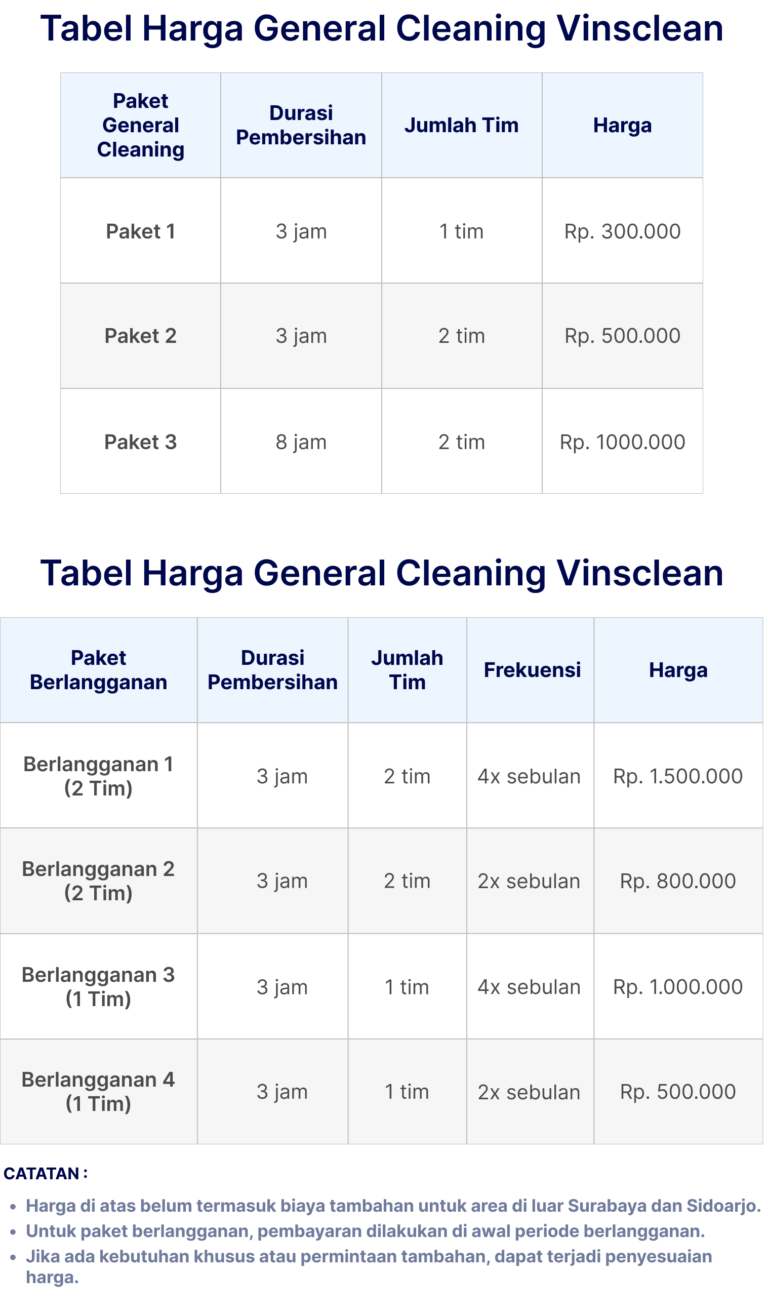 Tabel Harga General Cleaning Vinsclean
Paket
General
Cleaning
Durasi
Pembersihan
Jumlah Tim
Harga
Paket 1
3 jam
1 tim
Rp. 300.000
Paket 2
3 jam
2 tim
Rp. 500.000
Paket 3
8 jam
2 tim
Rp. 1000.000
Tabel Harga General Cleaning Vinsclean
Paket
Berlangganan
Durasi
Pembersihan
Jumlah
Tim
Frekuensi
Harga
Berlangganan 1
(2 Tim)
3 jam
2 tim
4x sebulan
Rp. 1.500.000
Berlangganan 2
(2 Tim)
3 jam
2 tim
2x sebulan
Rp. 800.000
Berlangganan 3
(1 Tim)
3 jam
1 tim
4x sebulan
Rp. 1.000.000
Berlangganan 4
(1 Tim)
3 jam
1 tim
2x sebulan
Rp. 500.000
CATATAN :
• Harga di atas belum termasuk biaya tambahan untuk area di luar Surabaya dan Sidoarjo.
• Untuk paket berlangganan, pembayaran dilakukan di awal periode berlangganan.
• Jika ada kebutuhan khusus atau permintaan tambahan, dapat terjadi penyesuaian
harga.